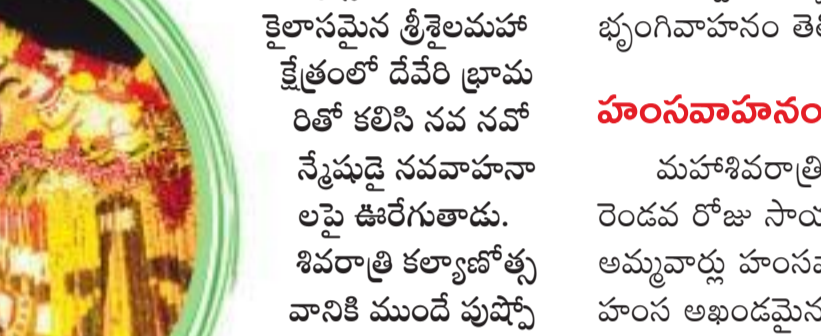 కైలాసమైన శ్రీశైలమహా
క్షేత్రంలో దేవేరి భ్రామ
రితో కలిసి నవ నవో
న్మేషుడై నవవాహనా
లపై ఊరేగుతాడు.
శివరాత్రి కల్యాణోత్స
వానికి ముందే పుష్పో
భృంగివాహనం
హంసవాహనం
మహాశివరాత్రి
రెండవ రోజు
అమ్మవార్లు
హంస అఖండమైన